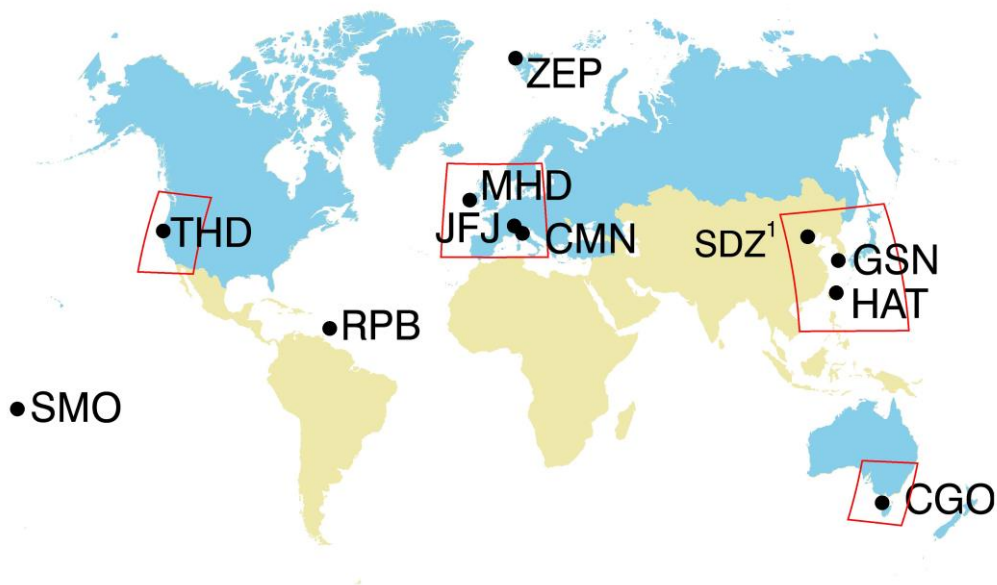 ZEP
MHD
THD
JFJ
CMN
SDZ¹
GSN
HAT
RPB
SMO
CGO